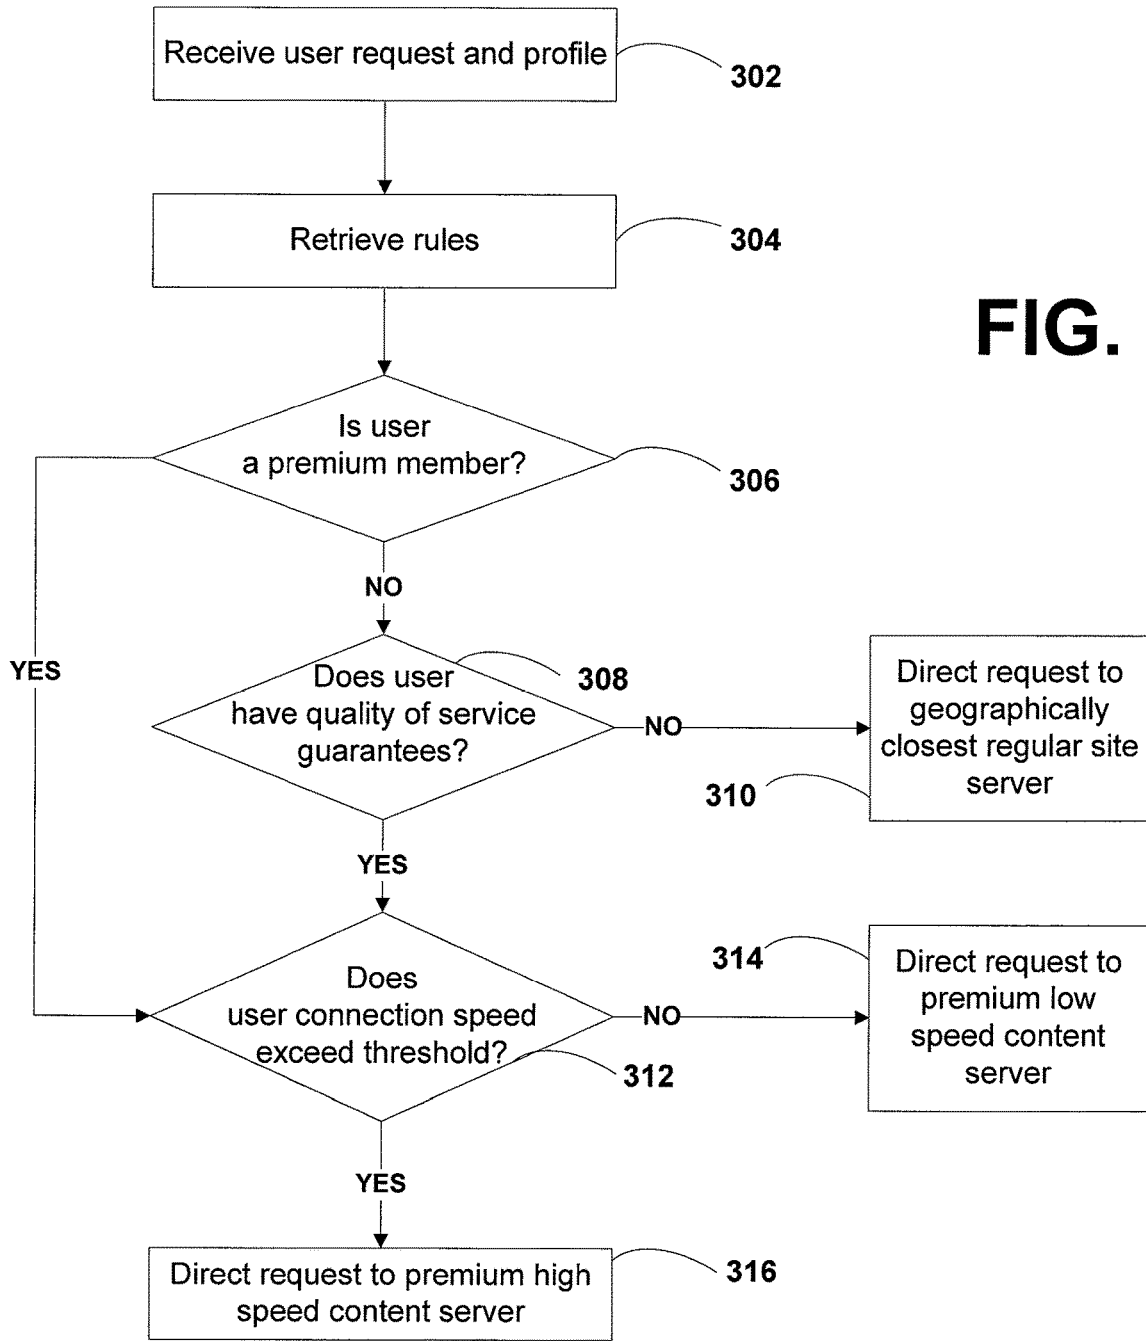 Receive user request and profile
302
Retrieve rules
304
FIG.
Is user
a premium member?
306
NO
YES
Does user
have quality of service
guarantees?
308
NO
Direct request to
geographically
closest regular site
server
310
YES
Does
user connection speed
exceed threshold?
312
NO
314
Direct request to
premium low
speed content
server
YES
Direct request to premium high
speed content server
316